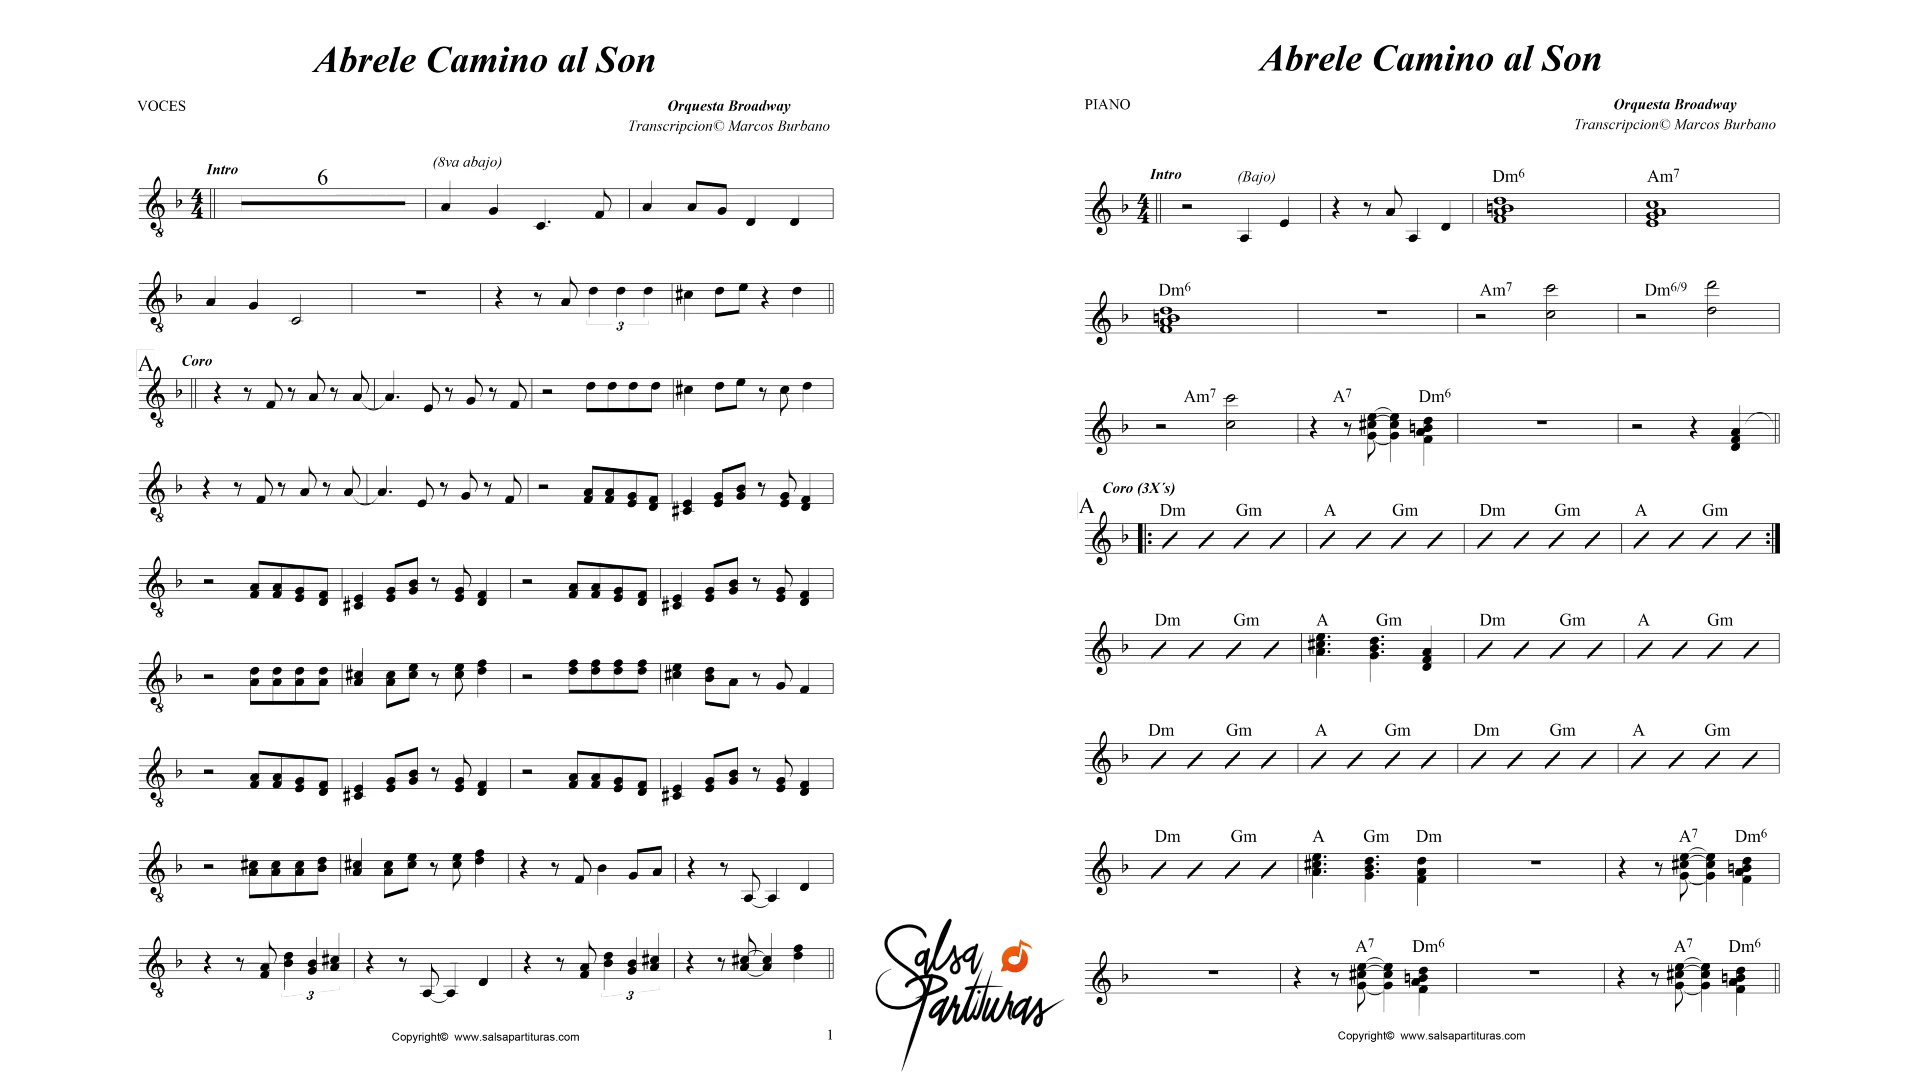 Abrele Camino al Son
VOCES
Orquesta Broadway
Transcripcion© Marcos Burbano
Intro
6
(8va abajo)
3
A
Coro
3
3
Copyright© www.salsapartituras.com
1
Abrele Camino al Son
PIANO
Orquesta Broadway
Transcripcion© Marcos Burbano
Intro
(Bajo)
Dm6 Am7
Dm6 Am7 Dm6/9
Am7 A7 Dm6
A
Coro (3X´s)
Dm Gm A Gm Dm Gm A Gm
Dm Gm A Gm Dm Gm A Gm
Dm Gm A Gm Dm Gm A Gm
Dm Gm A Gm Dm A7 Dm6
A7 Dm6 A7 Dm6
Copyright© www.salsapartituras.com
Salsa
Partituras